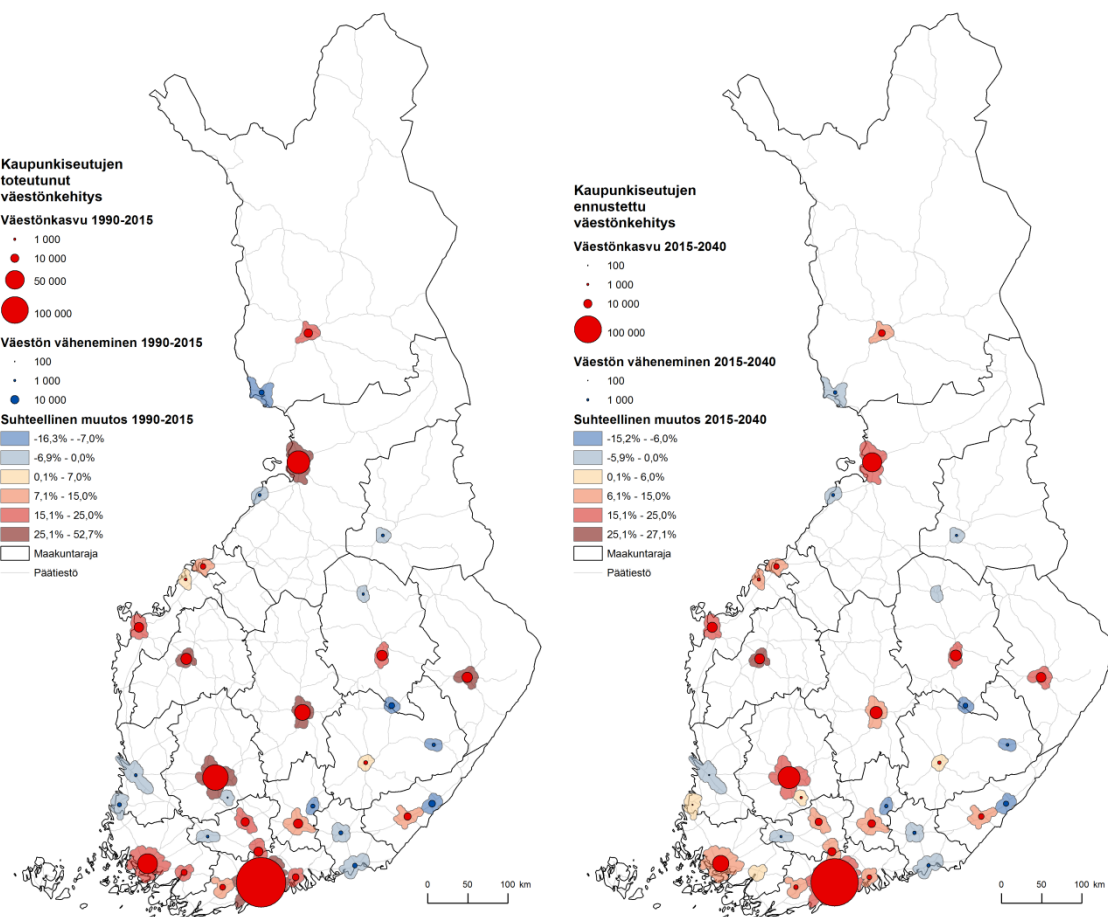 Kaupunkiseutujen
toteutunut
väestönkehitys
Väestönkasvu 1990-2015
1 000
10 000
50 000
100 000
Väestön väheneminen 1990-2015
100
1 000
10 000
Suhteellinen muutos 1990-2015
-16,3% - -7,0%
-6,9% - 0,0%
0,1% - 7,0%
7,1% - 15,0%
15,1% - 25,0%
25,1% - 52,7%
Maakuntaraja
Päätiestö
0 50 100 km
Kaupunkiseutujen
ennustettu
väestönkehitys
Väestönkasvu 2015-2040
100
1 000
10 000
100 000
Väestön väheneminen 2015-2040
100
1 000
Suhteellinen muutos 2015-2040
-15,2% - -6,0%
-5,9% - 0,0%
0,1% - 6,0%
6,1% - 15,0%
15,1% - 25,0%
25,1% - 27,1%
Maakuntaraja
Päätiestö
0 50 100 km